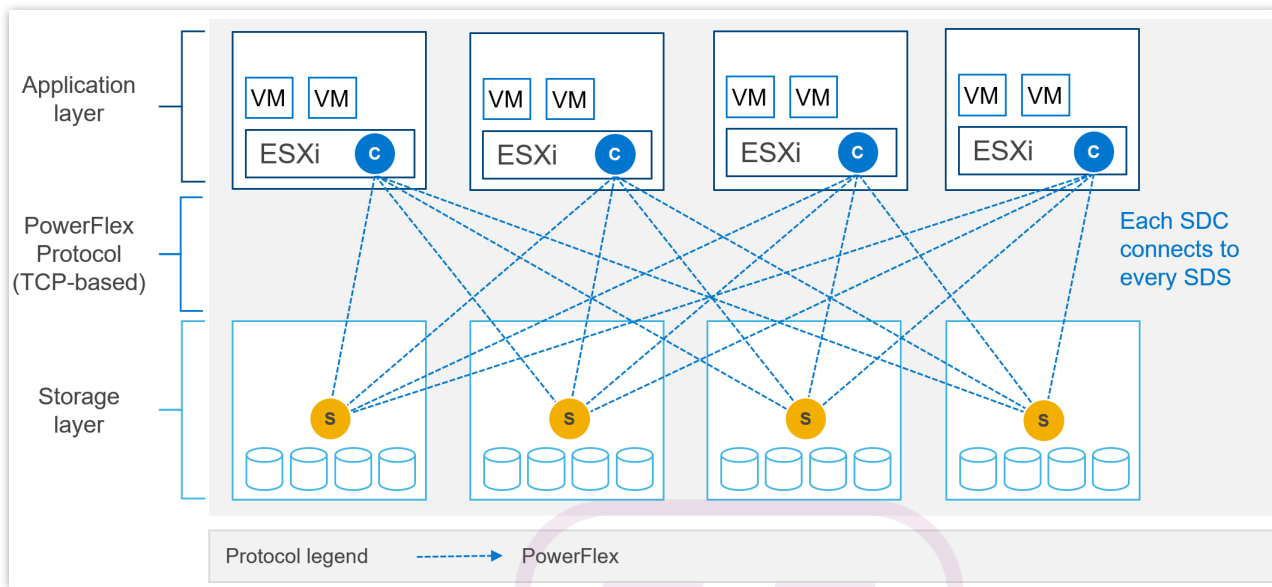 Application
layer
VM VM VM VM VM VM VM VM
ESXi C ESXi C ESXi C ESXi C
PowerFlex
Protocol
(TCP-based)
Each SDC
connects to
every SDS
Storage
layer
S S S S
Protocol legend PowerFlex